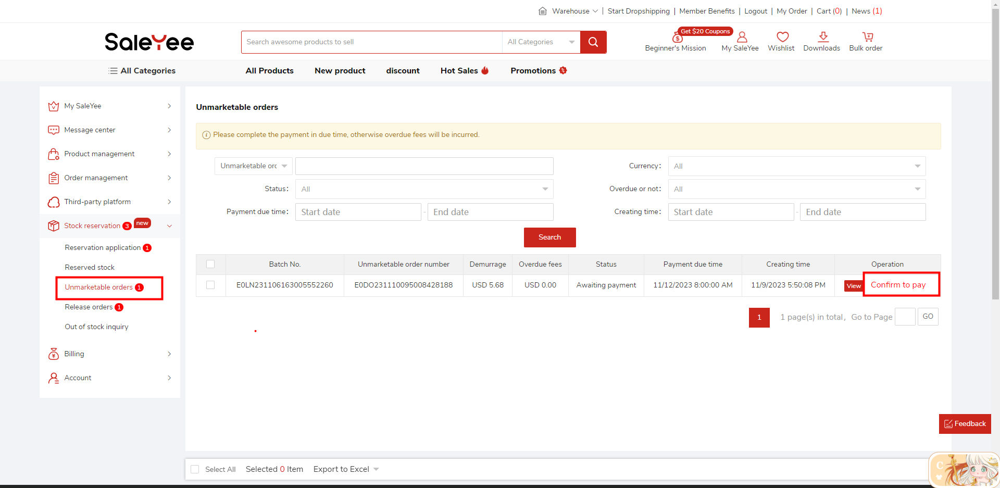 Warehouse | Start Dropshipping | Member Benefits | Logout | My Order | Cart (0) | News (1)
SaleYee
Search awesome products to sell
All Categories
Get $20 Coupons
Beginner's Mission
My SaleYee
Wishlist
Downloads
Bulk order
All Categories
All Products
New product
discount
Hot Sales
Promotions
My SaleYee
Message center
Product management
Order management
Third-party platform
Stock reservation 3 new
Reservation application 1
Reserved stock
Unmarketable orders 1
Release orders 1
Out of stock inquiry
Billing
Account
Unmarketable orders
Please complete the payment in due time, otherwise overdue fees will be incurred.
Unmarketable orc
Currency: All
Status: All
Overdue or not: All
Payment due time: Start date - End date
Creating time: Start date - End date
Search
Batch No. Unmarketable order number Demurrage Overdue fees Status Payment due time Creating time Operation
E0LN231106163005552260 E0DO231110095008428188 USD 5.68 USD 0.00 Awaiting payment 11/12/2023 8:00:00 AM 11/9/2023 5:50:08 PM View Confirm to pay
1 1 page(s) in total, Go to Page GO
Feedback
Select All Selected 0 Item Export to Excel
C